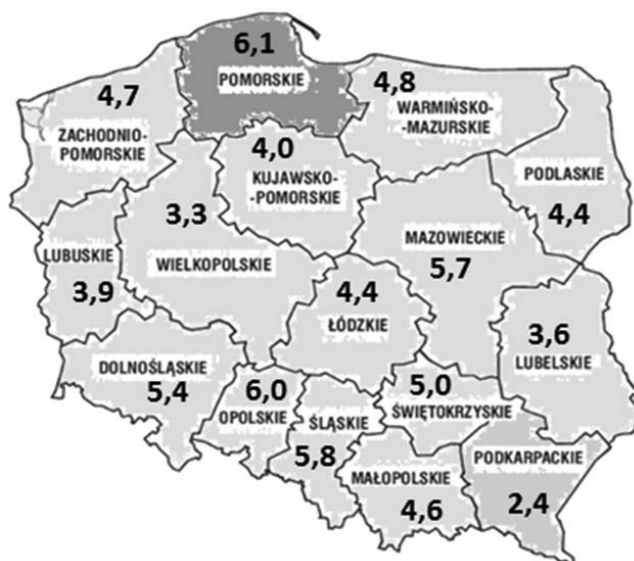 6,1
POMORSKIE
4,7
ZACHODNIO-
POMORSKIE
4,8
WARMIŃSKO-
-MAZURSKIE
4,0
KUJAWSKO-
-POMORSKIE
PODLASKIE
4,4
3,3
WIELKOPOLSKIE
MAZOWIECKIE
5,7
LUBUSKIE
3,9
4,4
ŁÓDZKIE
3,6
LUBELSKIE
DOLNOŚLĄSKIE
5,4
6,0
OPOLSKIE
ŚLĄSKIE
5,8
5,0
ŚWIĘTOKRZYSKIE
MAŁOPOLSKIE
4,6
PODKARPACKIE
2,4